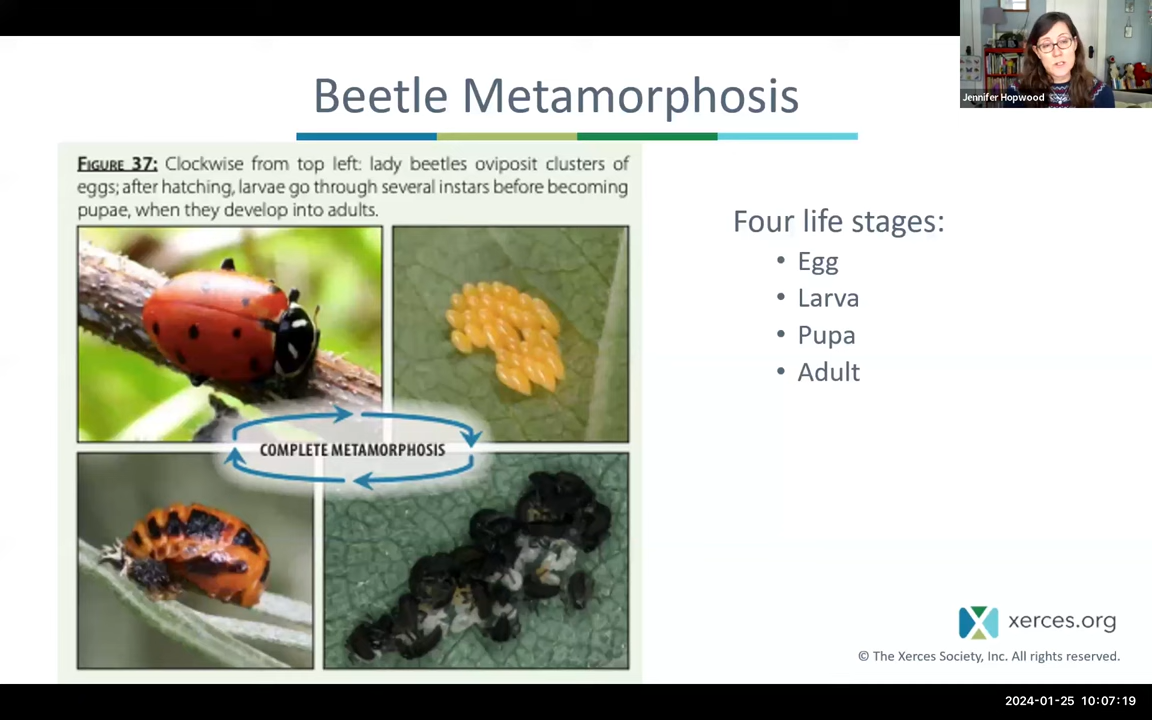 Beetle Metamorphosis
Jennifer Hopwood
FIGURE 37: Clockwise from top left: lady beetles oviposit clusters of
eggs; after hatching, larvae go through several instars before becoming
pupae, when they develop into adults.
COMPLETE METAMORPHOSIS
Four life stages:
• Egg
• Larva
• Pupa
• Adult
xerces.org
© The Xerces Society, Inc. All rights reserved.
2024-01-25 10:07:19